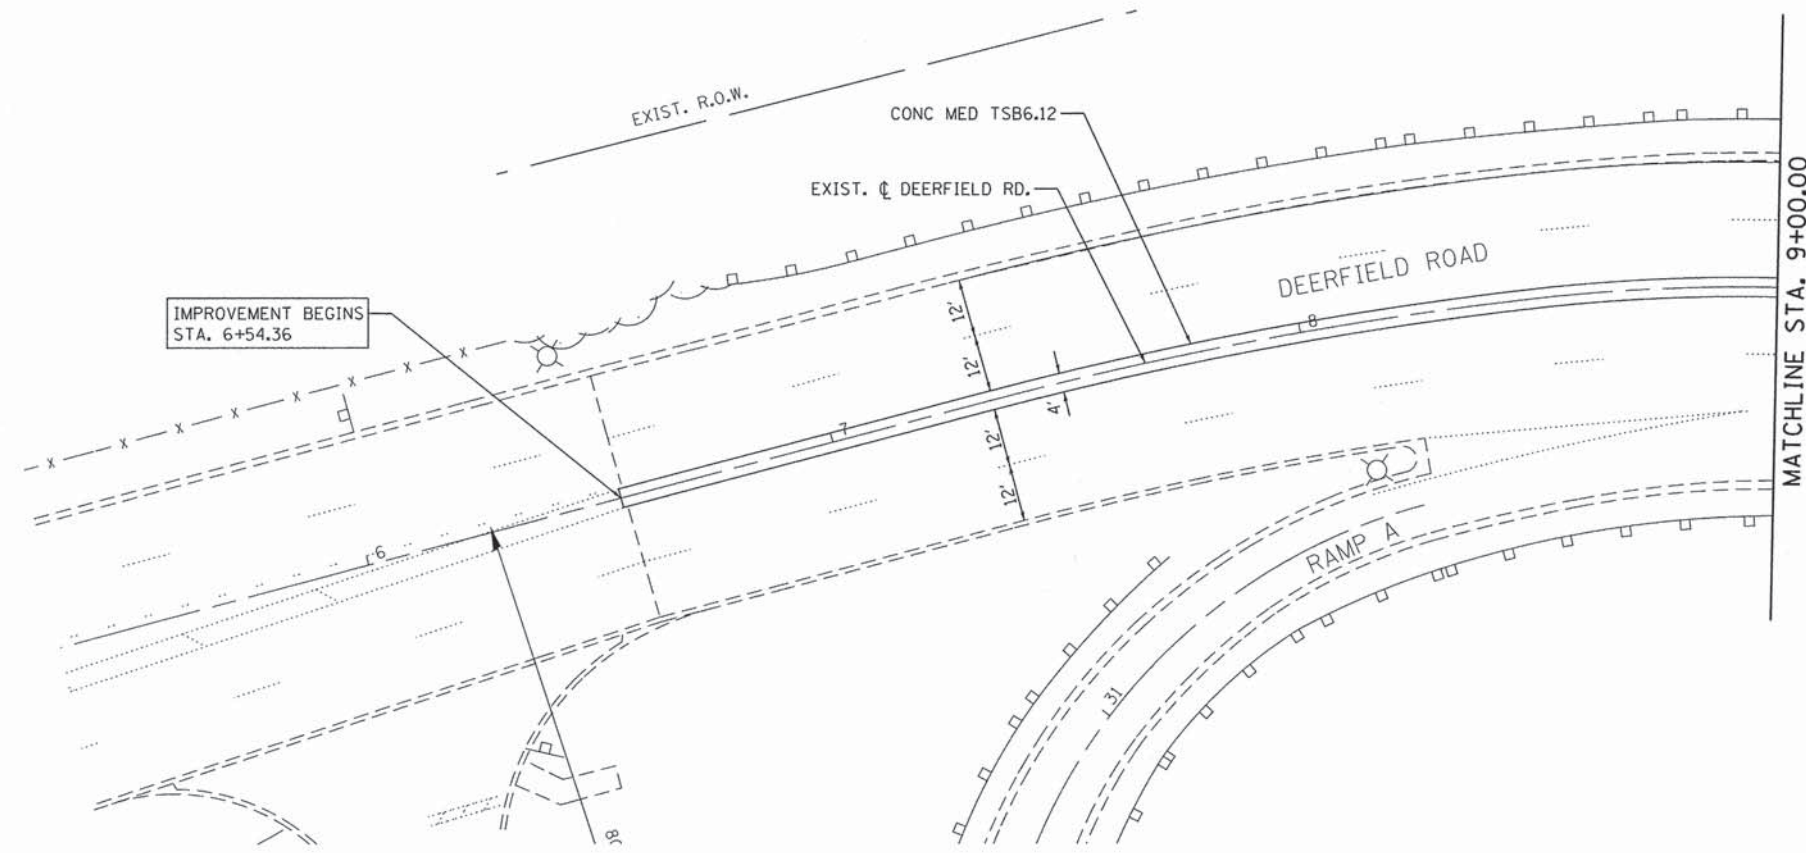 EXIST. R.O.W.
CONC MED TSB6.12
EXIST. ℄ DEERFIELD RD.
IMPROVEMENT BEGINS
STA. 6+54.36
DEERFIELD ROAD
MATCHLINE STA. 9+00.00
12'
12'
4'
12'
12'
6
7
8
RAMP A
31